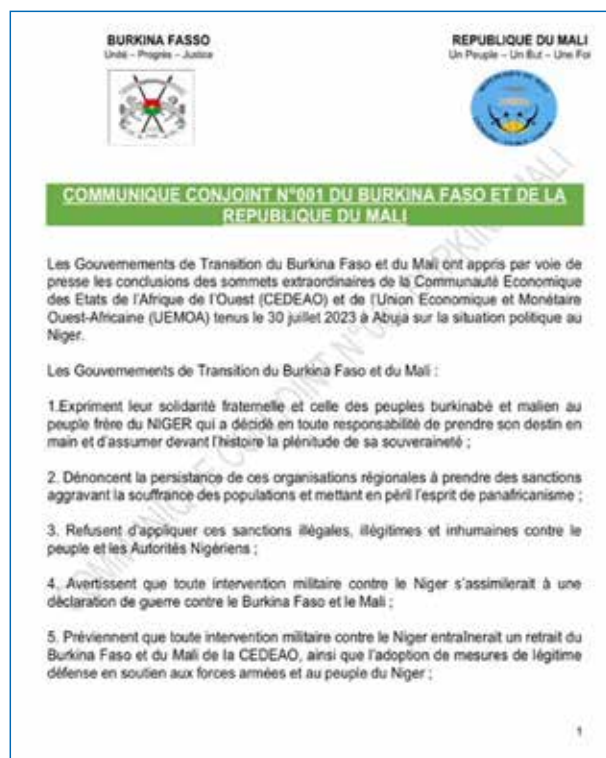 BURKINA FASSO
Unité – Progrès – Justice
REPUBLIQUE DU MALI
Un Peuple – Un But – Une Foi
COMMUNIQUE CONJOINT N°001 DU BURKINA FASO ET DE LA
REPUBLIQUE DU MALI
Les Gouvernements de Transition du Burkina Faso et du Mali ont appris par voie de
presse les conclusions des sommets extraordinaires de la Communauté Economique
des Etats de l'Afrique de l'Ouest (CEDEAO) et de l'Union Economique et Monétaire
Ouest-Africaine (UEMOA) tenus le 30 juillet 2023 à Abuja sur la situation politique au
Niger.
Les Gouvernements de Transition du Burkina Faso et du Mali :
1.Expriment leur solidarité fraternelle et celle des peuples burkinabé et malien au
peuple frère du NIGER qui a décidé en toute responsabilité de prendre son destin en
main et d'assumer devant l'histoire la plénitude de sa souveraineté ;
2. Dénoncent la persistance de ces organisations régionales à prendre des sanctions
aggravant la souffrance des populations et mettant en péril l'esprit de panafricanisme ;
3. Refusent d'appliquer ces sanctions illégales, illégitimes et inhumaines contre le
peuple et les Autorités Nigériens ;
4. Avertissent que toute intervention militaire contre le Niger s'assimilerait à une
déclaration de guerre contre le Burkina Faso et le Mali ;
5. Préviennent que toute intervention militaire contre le Niger entraînerait un retrait du
Burkina Faso et du Mali de la CEDEAO, ainsi que l'adoption de mesures de légitime
défense en soutien aux forces armées et au peuple du Niger ;
1